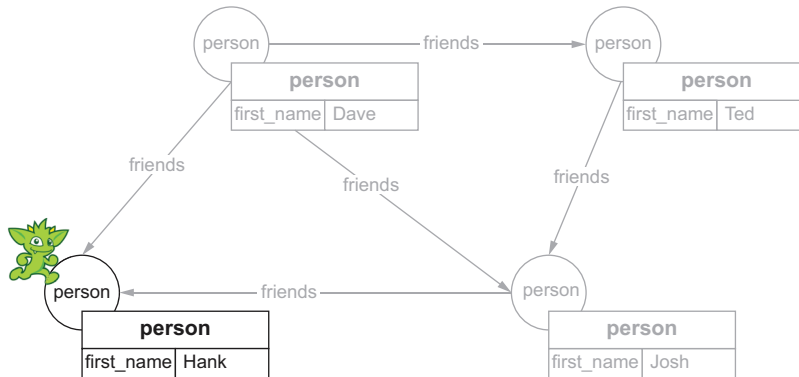 person friends person
person person
first_name Dave first_name Ted
friends friends friends
person friends person
person person
first_name Hank first_name Josh